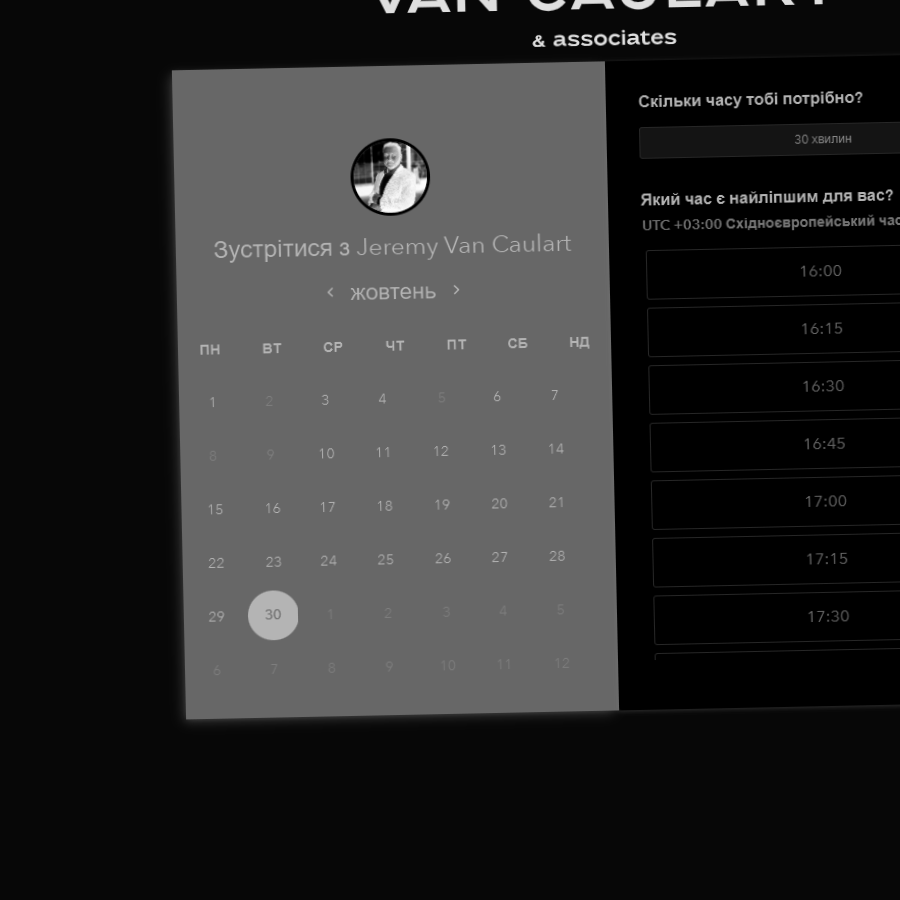 VAN CAULART
& associates
Зустрітися з Jeremy Van Caulart
‹ жовтень ›
ПН ВТ СР ЧТ ПТ СБ НД
1 2 3 4 5 6 7
8 9 10 11 12 13 14
15 16 17 18 19 20 21
22 23 24 25 26 27 28
29 30 1 2 3 4 5
6 7 8 9 10 11 12
Скільки часу тобі потрібно?
30 хвилин
Який час є найліпшим для вас?
UTC +03:00 Східноєвропейський час
16:00
16:15
16:30
16:45
17:00
17:15
17:30